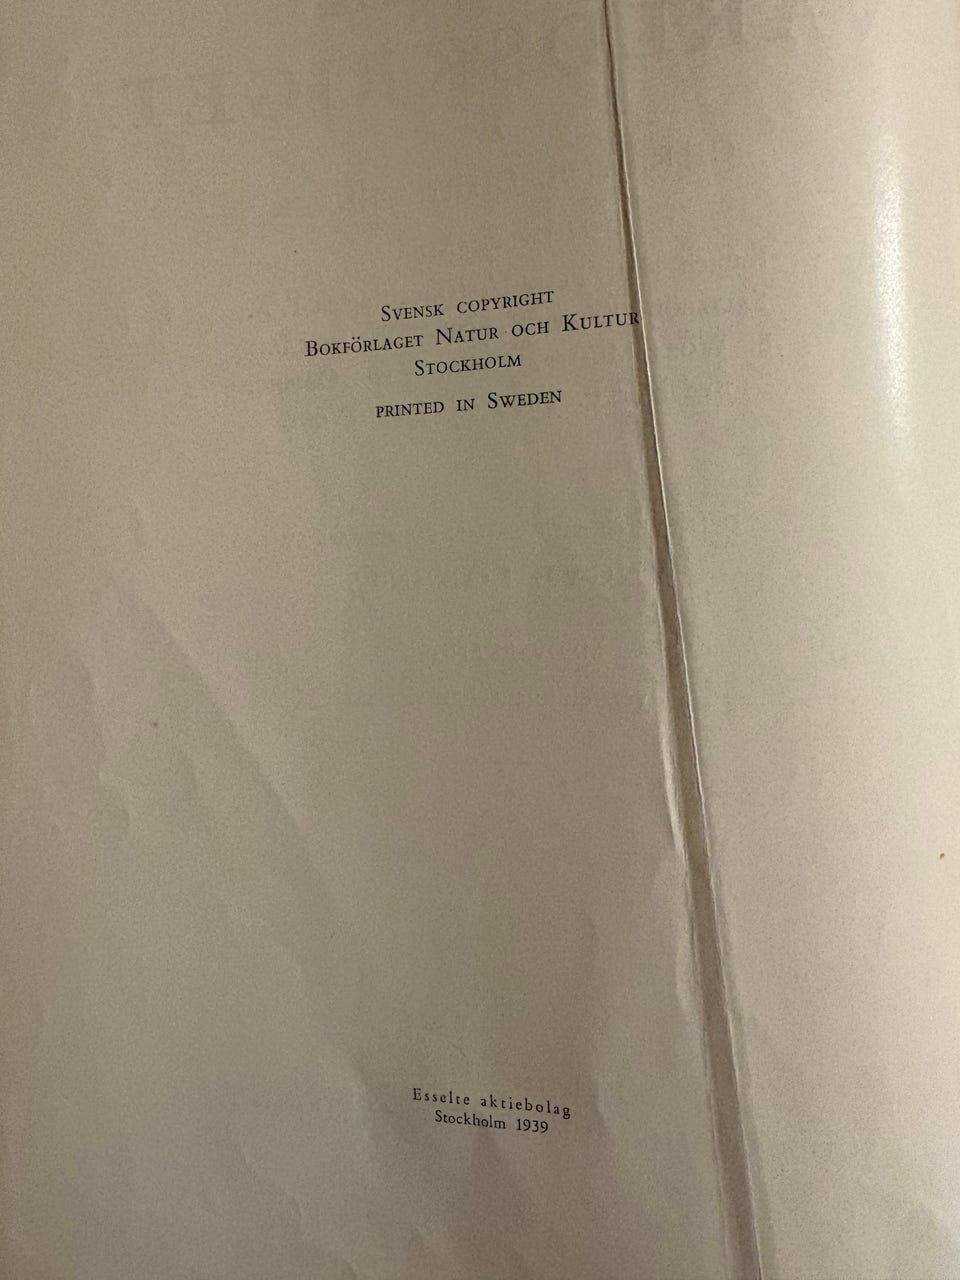 Svensk copyright
Bokförlaget Natur och Kultur
Stockholm
printed in Sweden
Esselte aktiebolag
Stockholm 1939